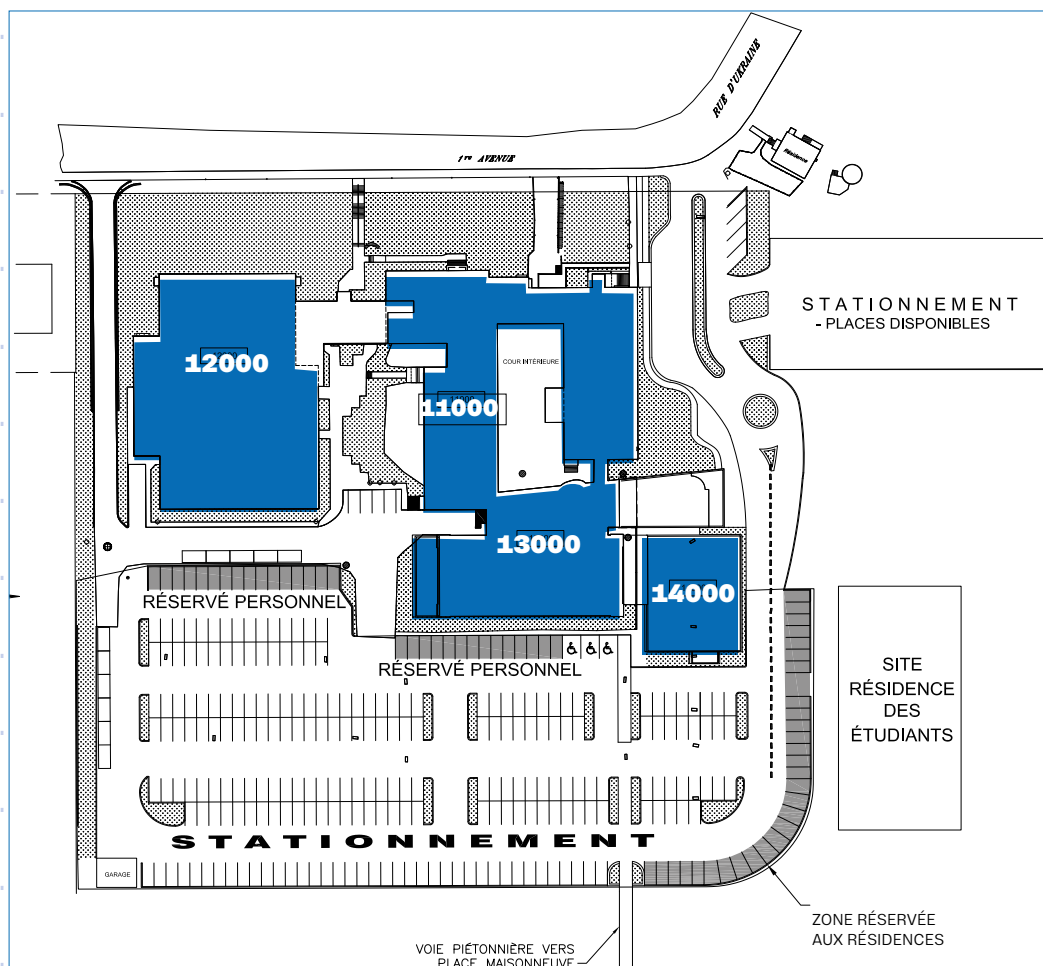 RUE D'UKRAINE
1re AVENUE
Résidence
STATIONNEMENT
- PLACES DISPONIBLES
12000
COUR INTÉRIEURE
11000
13000
14000
RÉSERVÉ PERSONNEL
RÉSERVÉ PERSONNEL
SITE
RÉSIDENCE
DES
ÉTUDIANTS
STATIONNEMENT
GARAGE
ZONE RÉSERVÉE
AUX RÉSIDENCES
VOIE PIÉTONNIÈRE VERS
PLACE MAISONNEUVE